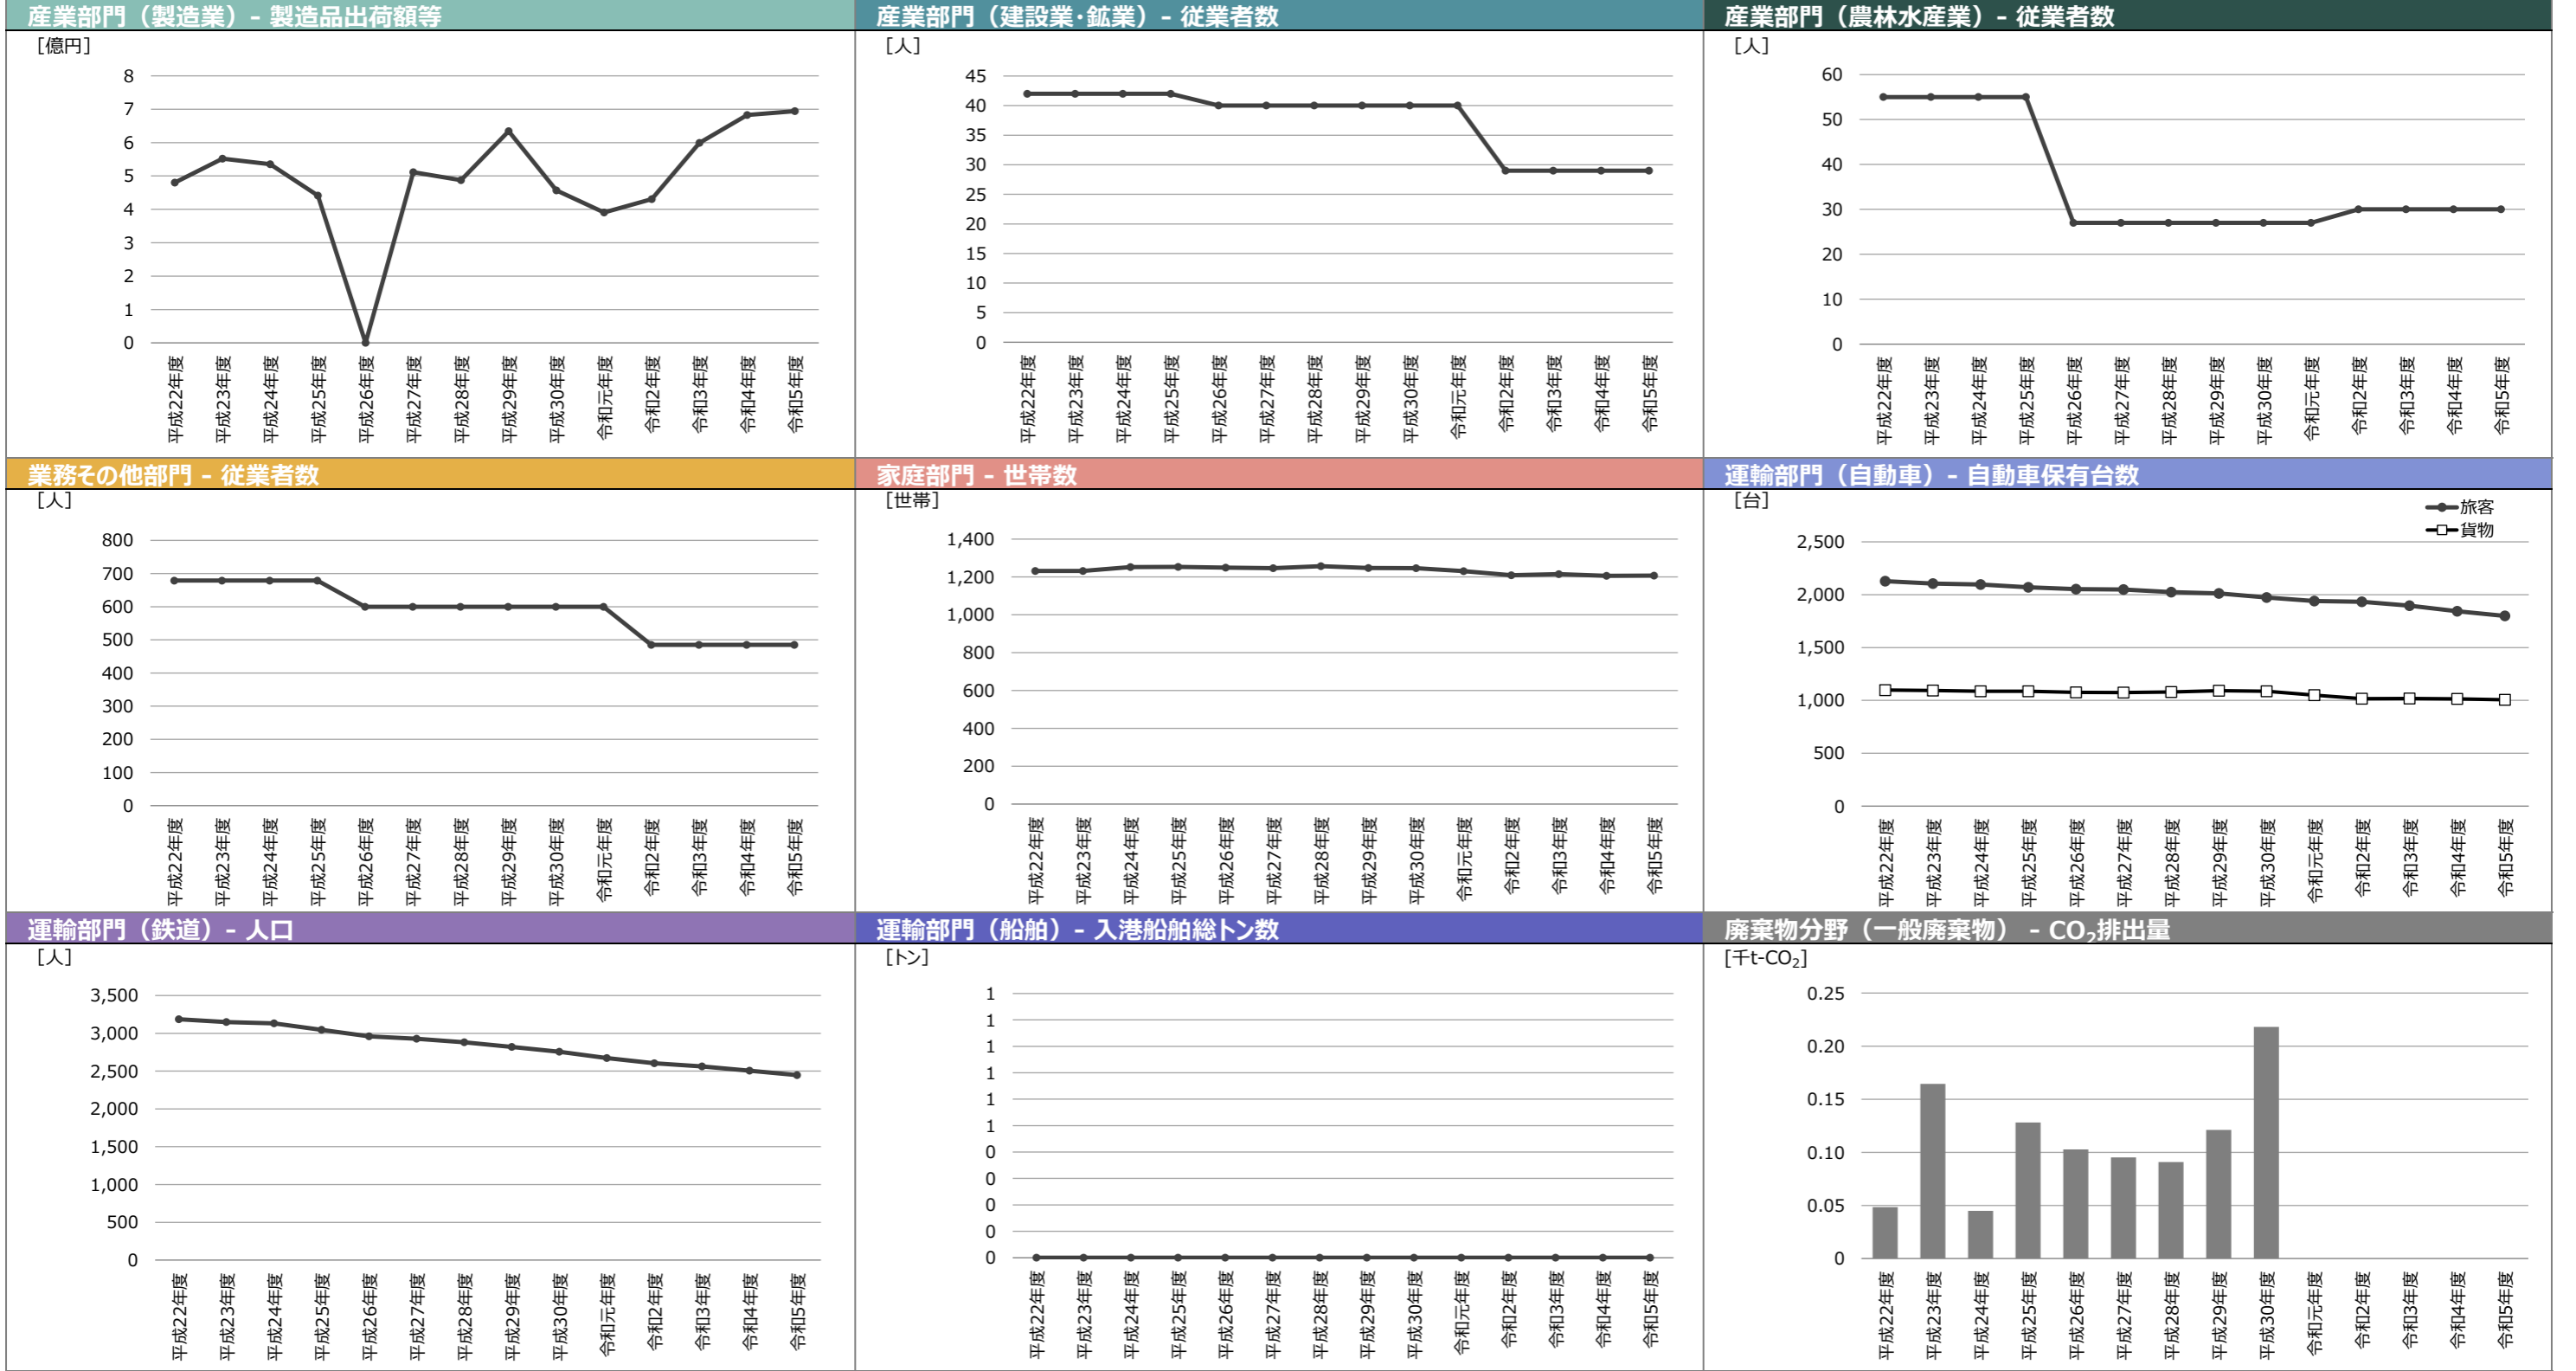 産業部門（製造業）- 製造品出荷額等
[億円]
8
7
6
5
4
3
2
1
0
平成22年度
平成23年度
平成24年度
平成25年度
平成26年度
平成27年度
平成28年度
平成29年度
平成30年度
令和元年度
令和2年度
令和3年度
令和4年度
令和5年度
産業部門（建設業･鉱業）- 従業者数
[人]
45
40
35
30
25
20
15
10
5
0
平成22年度
平成23年度
平成24年度
平成25年度
平成26年度
平成27年度
平成28年度
平成29年度
平成30年度
令和元年度
令和2年度
令和3年度
令和4年度
令和5年度
産業部門（農林水産業）- 従業者数
[人]
60
50
40
30
20
10
0
平成22年度
平成23年度
平成24年度
平成25年度
平成26年度
平成27年度
平成28年度
平成29年度
平成30年度
令和元年度
令和2年度
令和3年度
令和4年度
令和5年度
業務その他部門 - 従業者数
[人]
800
700
600
500
400
300
200
100
0
平成22年度
平成23年度
平成24年度
平成25年度
平成26年度
平成27年度
平成28年度
平成29年度
平成30年度
令和元年度
令和2年度
令和3年度
令和4年度
令和5年度
家庭部門 - 世帯数
[世帯]
1,400
1,200
1,000
800
600
400
200
0
平成22年度
平成23年度
平成24年度
平成25年度
平成26年度
平成27年度
平成28年度
平成29年度
平成30年度
令和元年度
令和2年度
令和3年度
令和4年度
令和5年度
運輸部門（自動車）- 自動車保有台数
[台]
旅客
貨物
2,500
2,000
1,500
1,000
500
0
平成22年度
平成23年度
平成24年度
平成25年度
平成26年度
平成27年度
平成28年度
平成29年度
平成30年度
令和元年度
令和2年度
令和3年度
令和4年度
令和5年度
運輸部門（鉄道）- 人口
[人]
3,500
3,000
2,500
2,000
1,500
1,000
500
0
平成22年度
平成23年度
平成24年度
平成25年度
平成26年度
平成27年度
平成28年度
平成29年度
平成30年度
令和元年度
令和2年度
令和3年度
令和4年度
令和5年度
運輸部門（船舶）- 入港船舶総トン数
[トン]
1
1
1
1
1
1
0
0
0
0
0
平成22年度
平成23年度
平成24年度
平成25年度
平成26年度
平成27年度
平成28年度
平成29年度
平成30年度
令和元年度
令和2年度
令和3年度
令和4年度
令和5年度
廃棄物分野（一般廃棄物） - CO₂排出量
[千t-CO₂]
0.25
0.20
0.15
0.10
0.05
0
平成22年度
平成23年度
平成24年度
平成25年度
平成26年度
平成27年度
平成28年度
平成29年度
平成30年度
令和元年度
令和2年度
令和3年度
令和4年度
令和5年度